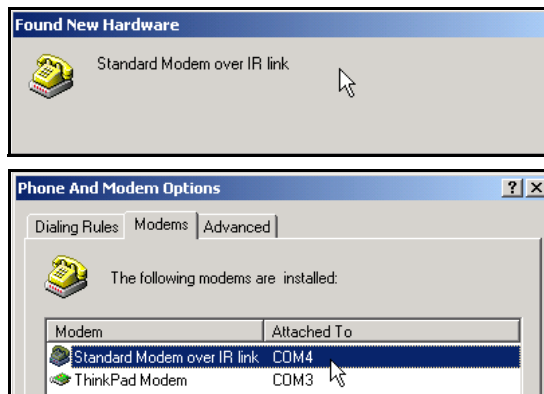 Found New Hardware
Standard Modem over IR link
Phone And Modem Options
Dialing Rules Modems Advanced
The following modems are installed:
Modem Attached To
Standard Modem over IR link COM4
ThinkPad Modem COM3